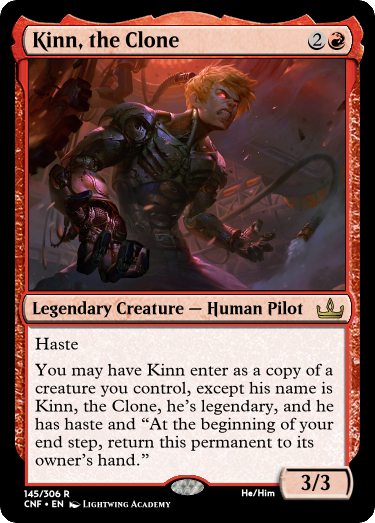 Kinn, the Clone 2
Legendary Creature — Human Pilot
Haste
You may have Kinn enter as a copy of a
creature you control, except his name is
Kinn, the Clone, he's legendary, and he
has haste and “At the beginning of your
end step, return this permanent to its
owner's hand.”
3/3
145/306 R He/Him
CNF • EN Lightwing Academy